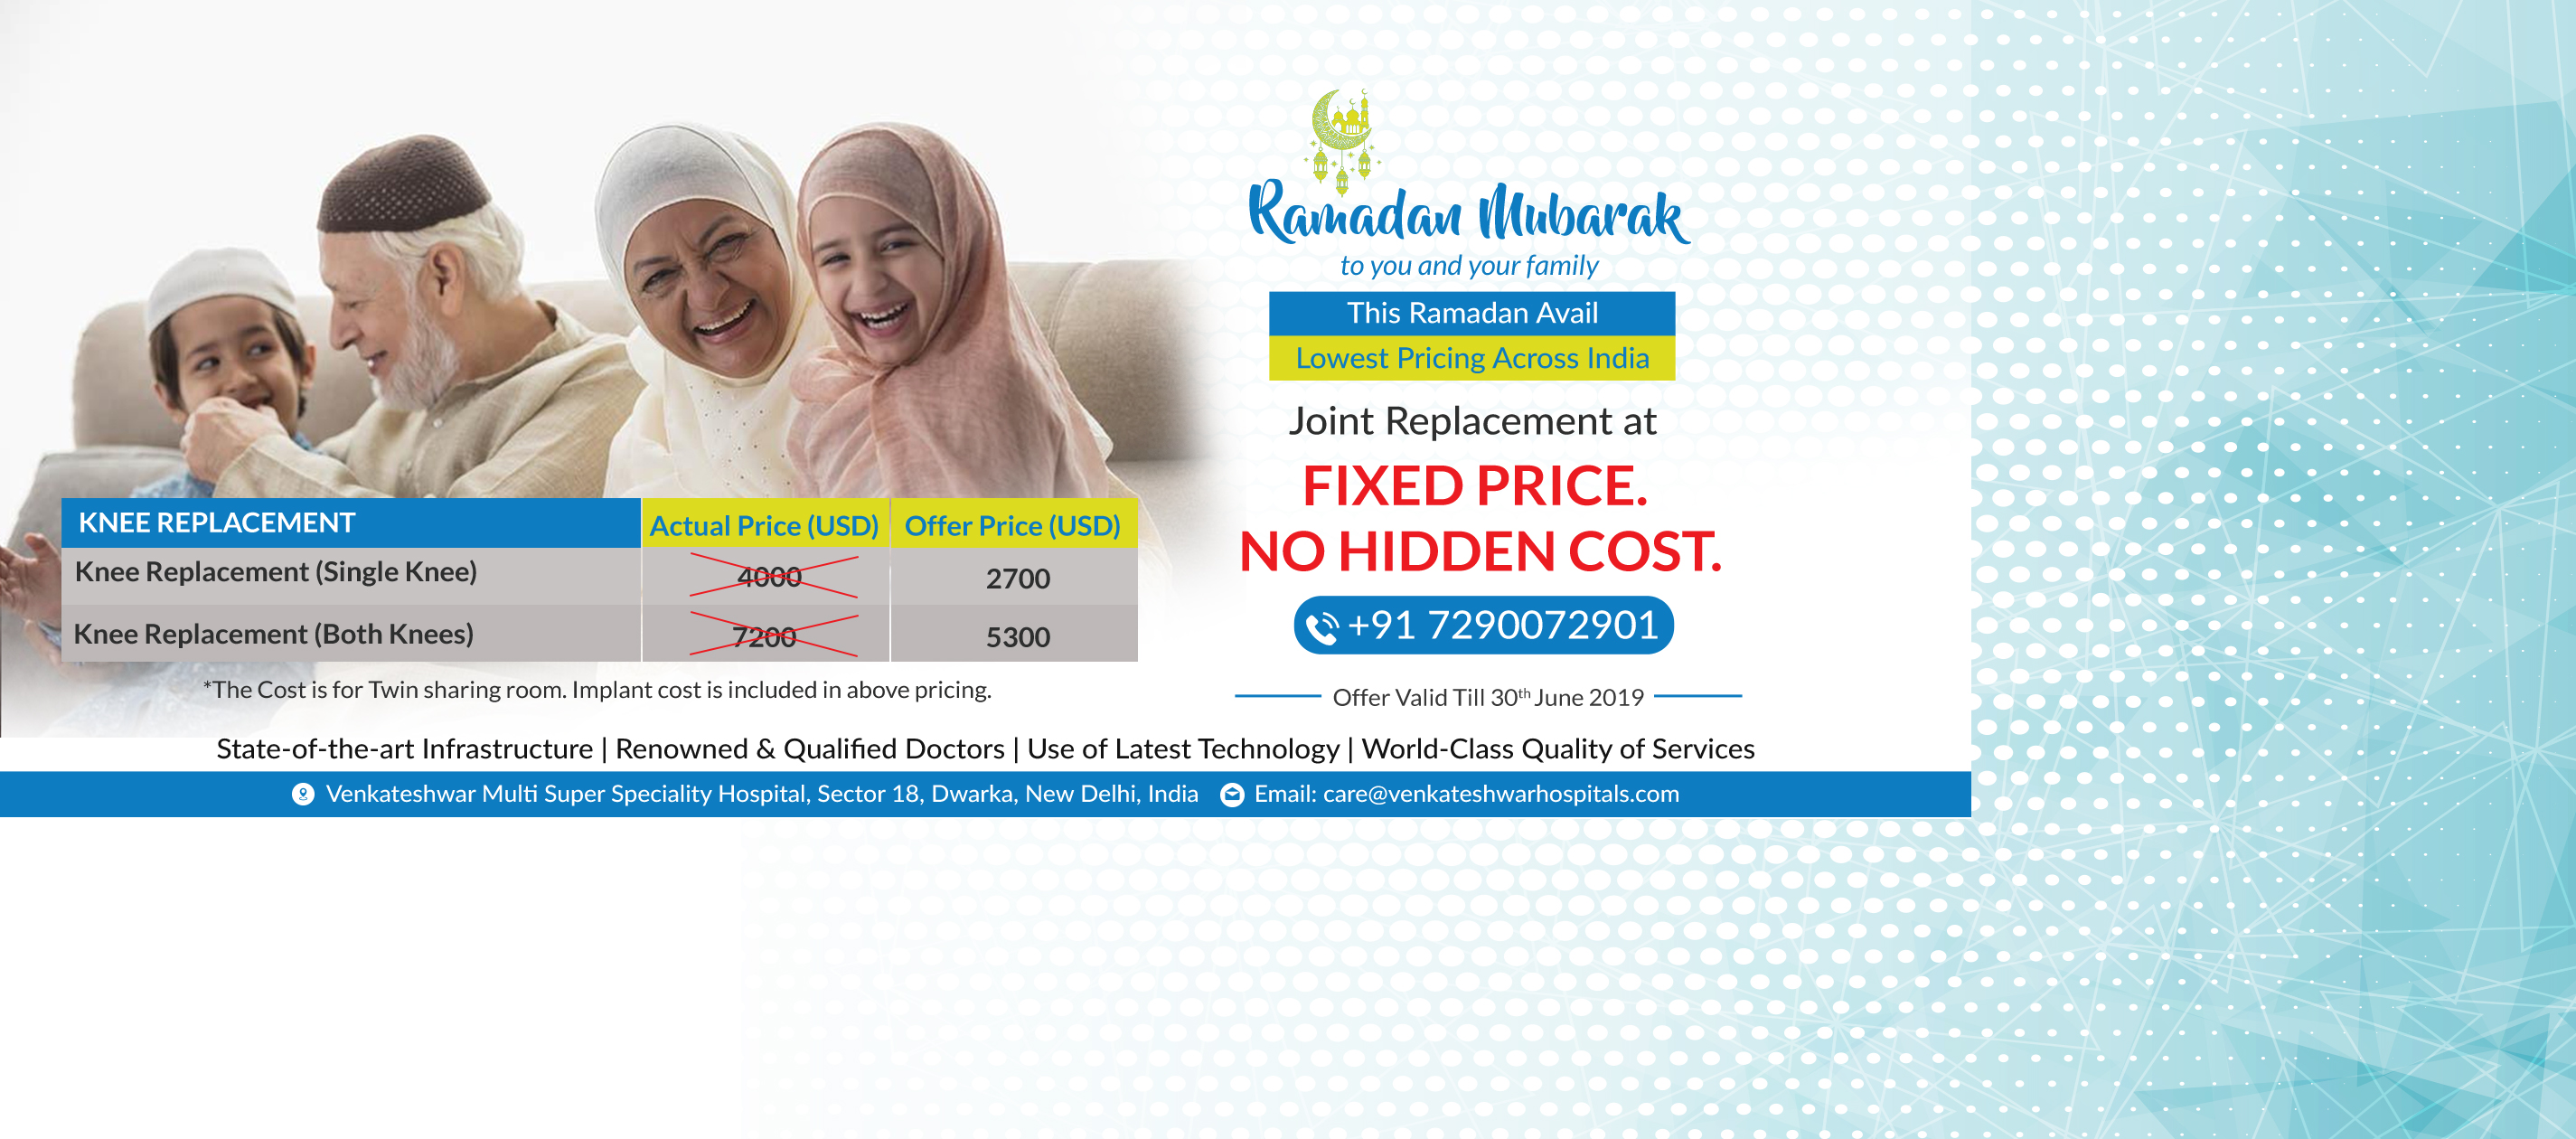 Ramadan Mubarak
to you and your family
This Ramadan Avail
Lowest Pricing Across India
Joint Replacement at
FIXED PRICE.
NO HIDDEN COST.
+91 7290072901
Offer Valid Till 30th June 2019
KNEE REPLACEMENT Actual Price (USD) Offer Price (USD)
Knee Replacement (Single Knee) 4000 2700
Knee Replacement (Both Knees) 7200 5300
*The Cost is for Twin sharing room. Implant cost is included in above pricing.
State-of-the-art Infrastructure | Renowned & Qualified Doctors | Use of Latest Technology | World-Class Quality of Services
Venkateshwar Multi Super Speciality Hospital, Sector 18, Dwarka, New Delhi, India Email: care@venkateshwarhospitals.com